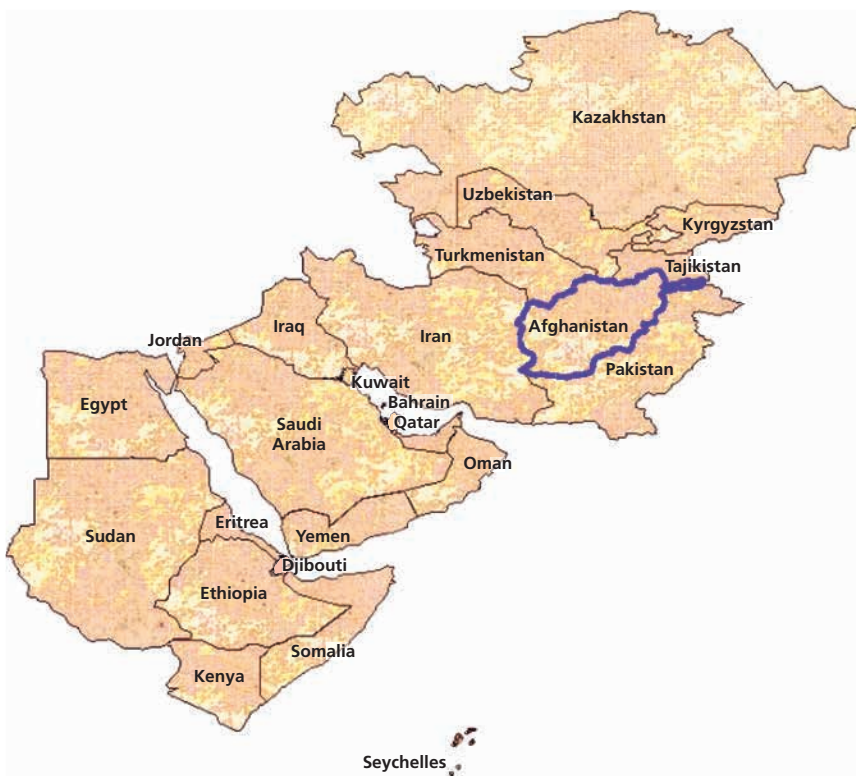 Kazakhstan
Uzbekistan
Kyrgyzstan
Turkmenistan
Tajikistan
Afghanistan
Iraq
Iran
Jordan
Pakistan
Kuwait
Egypt
Bahrain
Saudi
Arabia
Qatar
Oman
Eritrea
Sudan
Yemen
Djibouti
Ethiopia
Somalia
Kenya
Seychelles